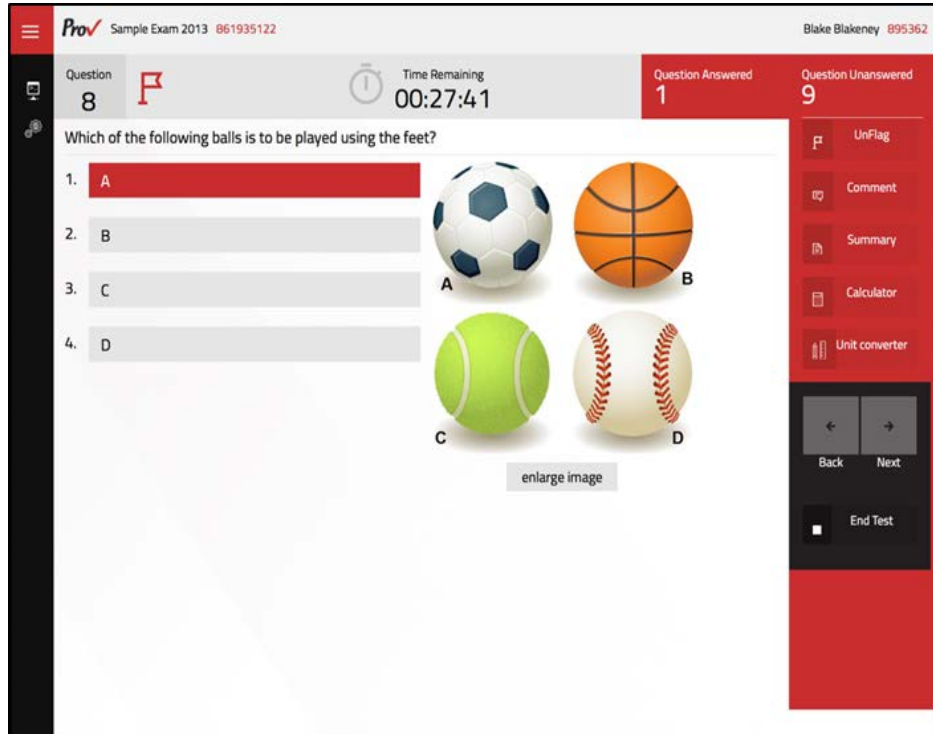 Prov Sample Exam 2013 861935122
Blake Blakeney 895362
Question
8
Time Remaining
00:27:41
Question Answered
1
Question Unanswered
9
Which of the following balls is to be played using the feet?
1. A
2. B
3. C
4. D
A
B
C
D
enlarge image
UnFlag
Comment
Summary
Calculator
Unit converter
Back
Next
End Test